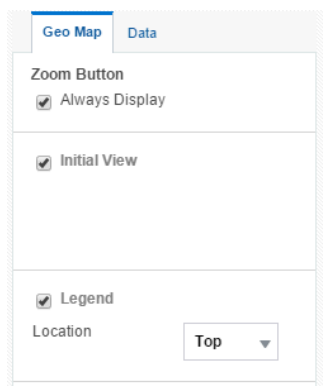 Geo Map Data
Zoom Button
Always Display
Initial View
Legend
Location Top